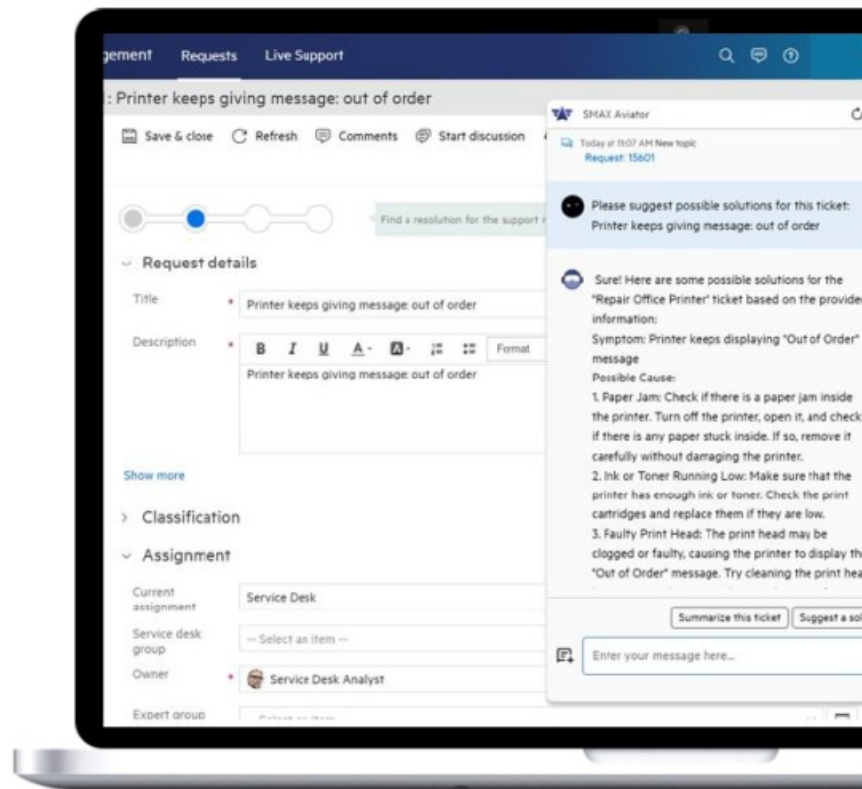 gement Requests Live Support
: Printer keeps giving message: out of order
Save & close Refresh Comments Start discussion
Find a resolution for the support
Request details
Title * Printer keeps giving message: out of order
Description * B I U A A Format
Printer keeps giving message: out of order
Show more
Classification
Assignment
Current assignment
Service Desk
Service desk group
-- Select an item --
Owner * Service Desk Analyst
Expert group
SMAX Aviator
Today at 11:07 AM New topic
Request: 15601
Please suggest possible solutions for this ticket:
Printer keeps giving message: out of order
Sure! Here are some possible solutions for the
"Repair Office Printer" ticket based on the provided
information:
Symptom: Printer keeps displaying "Out of Order"
message
Possible Cause:
1. Paper Jam: Check if there is a paper jam inside
the printer. Turn off the printer, open it, and check
if there is any paper stuck inside. If so, remove it
carefully without damaging the printer.
2. Ink or Toner Running Low: Make sure that the
printer has enough ink or toner. Check the print
cartridges and replace them if they are low.
3. Faulty Print Head: The print head may be
clogged or faulty, causing the printer to display th
"Out of Order" message. Try cleaning the print hea
Summarize this ticket Suggest a sol
Enter your message here...